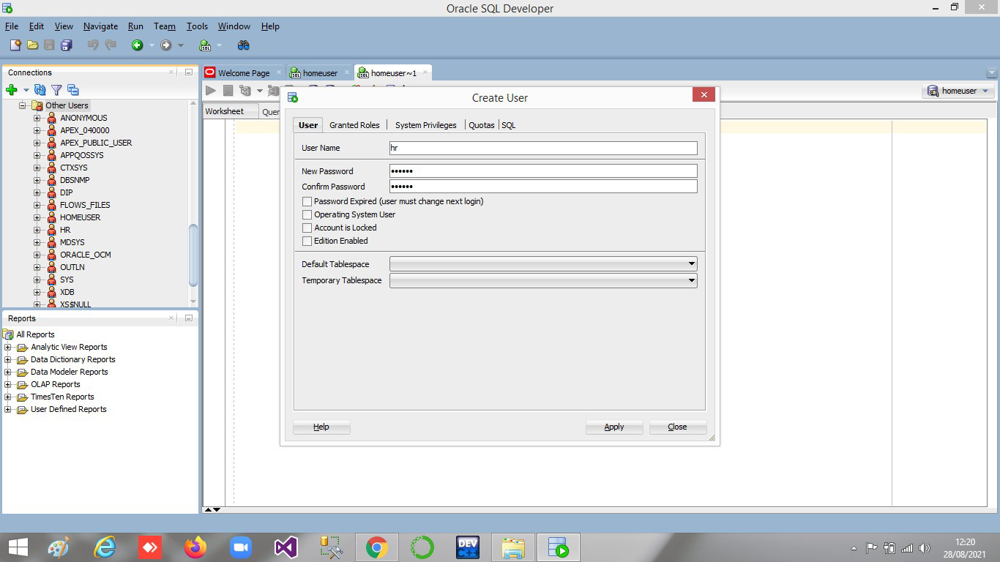 Oracle SQL Developer
File Edit View Navigate Run Team Tools Window Help
Connections
Welcome Page
homeuser
homeuser~1
homeuser
Worksheet
Quer
Other Users
ANONYMOUS
APEX_040000
APEX_PUBLIC_USER
APPQOSSYS
CTXSYS
DBSNMP
DIP
FLOWS_FILES
HOMEUSER
HR
MDSYS
ORACLE_OCM
OUTLN
SYS
XDB
XS$NULL
Reports
All Reports
Analytic View Reports
Data Dictionary Reports
Data Modeler Reports
OLAP Reports
TimesTen Reports
User Defined Reports
Create User
User Granted Roles System Privileges Quotas SQL
User Name hr
New Password ••••••
Confirm Password ••••••
Password Expired (user must change next login)
Operating System User
Account is Locked
Edition Enabled
Default Tablespace
Temporary Tablespace
Help Apply Close
DEV
C++
12:20
28/08/2021